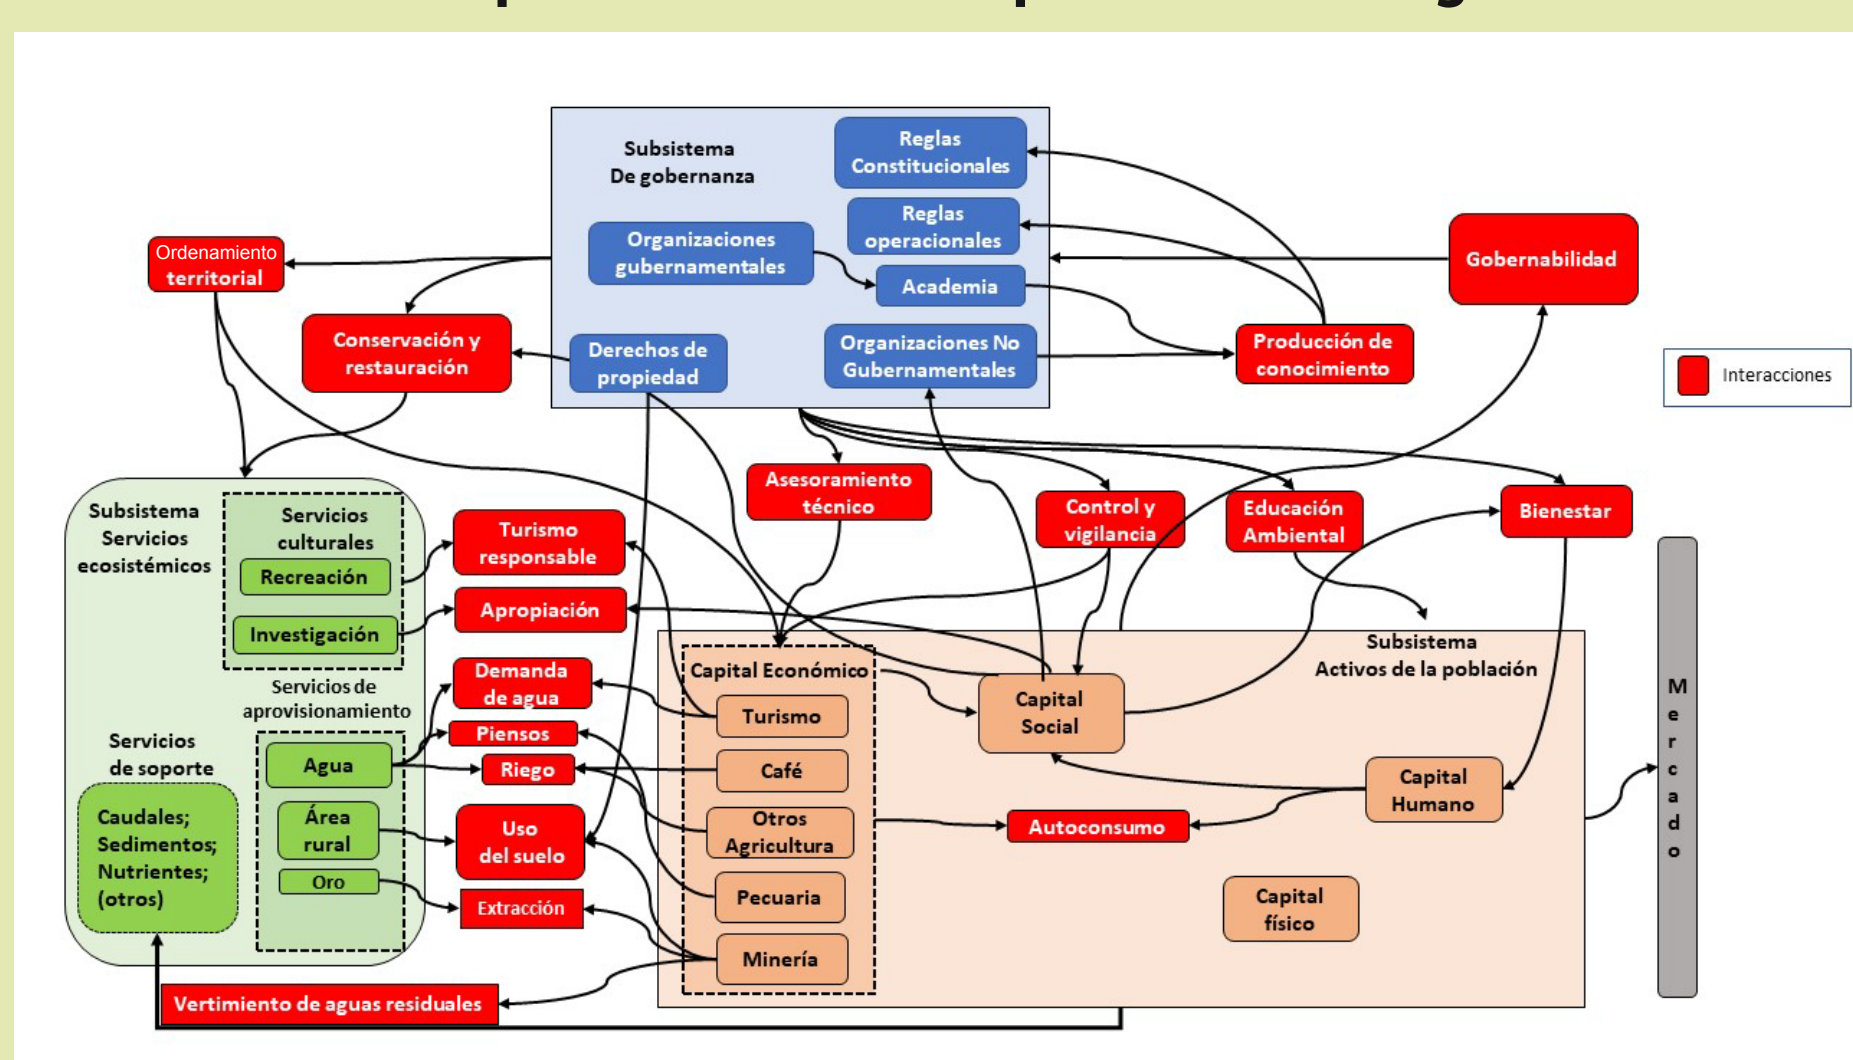 Subsistema
De gobernanza
Reglas
Constitucionales
Reglas
operacionales
Organizaciones
gubernamentales
Academia
Derechos de
propiedad
Organizaciones No
Gubernamentales
Ordenamiento
territorial
Conservación y
restauración
Gobernabilidad
Producción de
conocimiento
Interacciones
Asesoramiento
técnico
Control y
vigilancia
Educación
Ambiental
Bienestar
Subsistema
Servicios
ecosistémicos
Servicios
culturales
Recreación
Investigación
Servicios de
aprovisionamiento
Agua
Área
rural
Oro
Servicios
de soporte
Caudales;
Sedimentos;
Nutrientes;
(otros)
Turismo
responsable
Apropiación
Demanda
de agua
Piensos
Riego
Uso
del suelo
Extracción
Vertimiento de aguas residuales
Capital Económico
Turismo
Café
Otros
Agricultura
Pecuaria
Minería
Subsistema
Activos de la población
Capital
Social
Capital
Humano
Autoconsumo
Capital
físico
Mercado